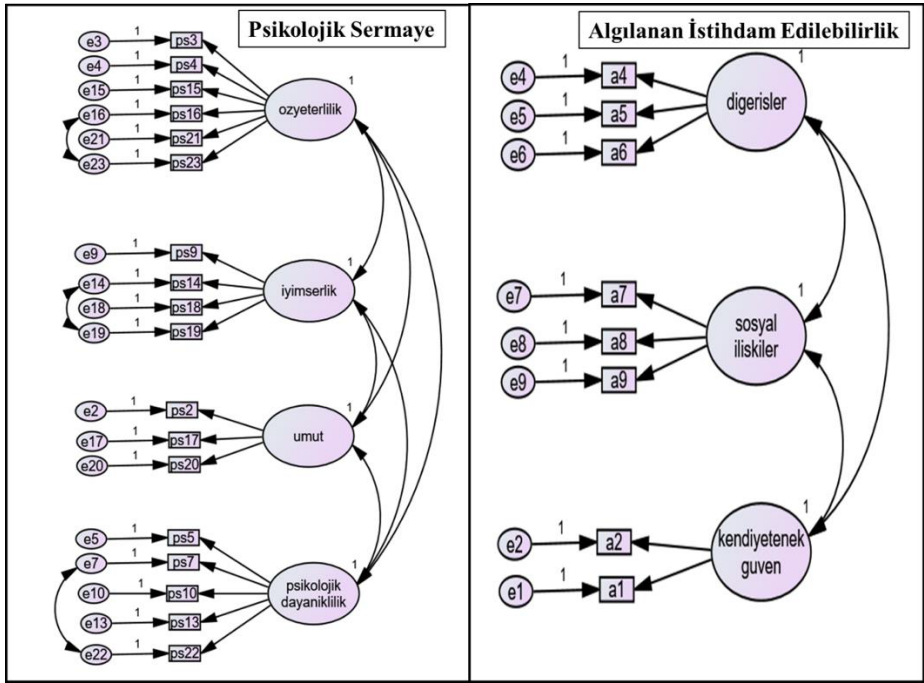 Psikolojik Sermaye
e3 1 ps3
e4 1 ps4
e15 1 ps15
e16 1 ps16
e21 1 ps21
e23 1 ps23
1
ozyeterlilik
e9 1 ps9
e14 1 ps14
e18 1 ps18
e19 1 ps19
1
iyimserlik
e2 1 ps2
e17 1 ps17
e20 1 ps20
1
umut
e5 1 ps5
e7 1 ps7
e10 1 ps10
e13 1 ps13
e22 1 ps22
1
psikolojik
dayaniklilik
Algılanan İstihdam Edilebilirlik
e4 1 a4
e5 1 a5
e6 1 a6
1
digerisler
e7 1 a7
e8 1 a8
e9 1 a9
1
sosyal
iliskiler
e2 1 a2
e1 1 a1
1
kendiyetenek
guven